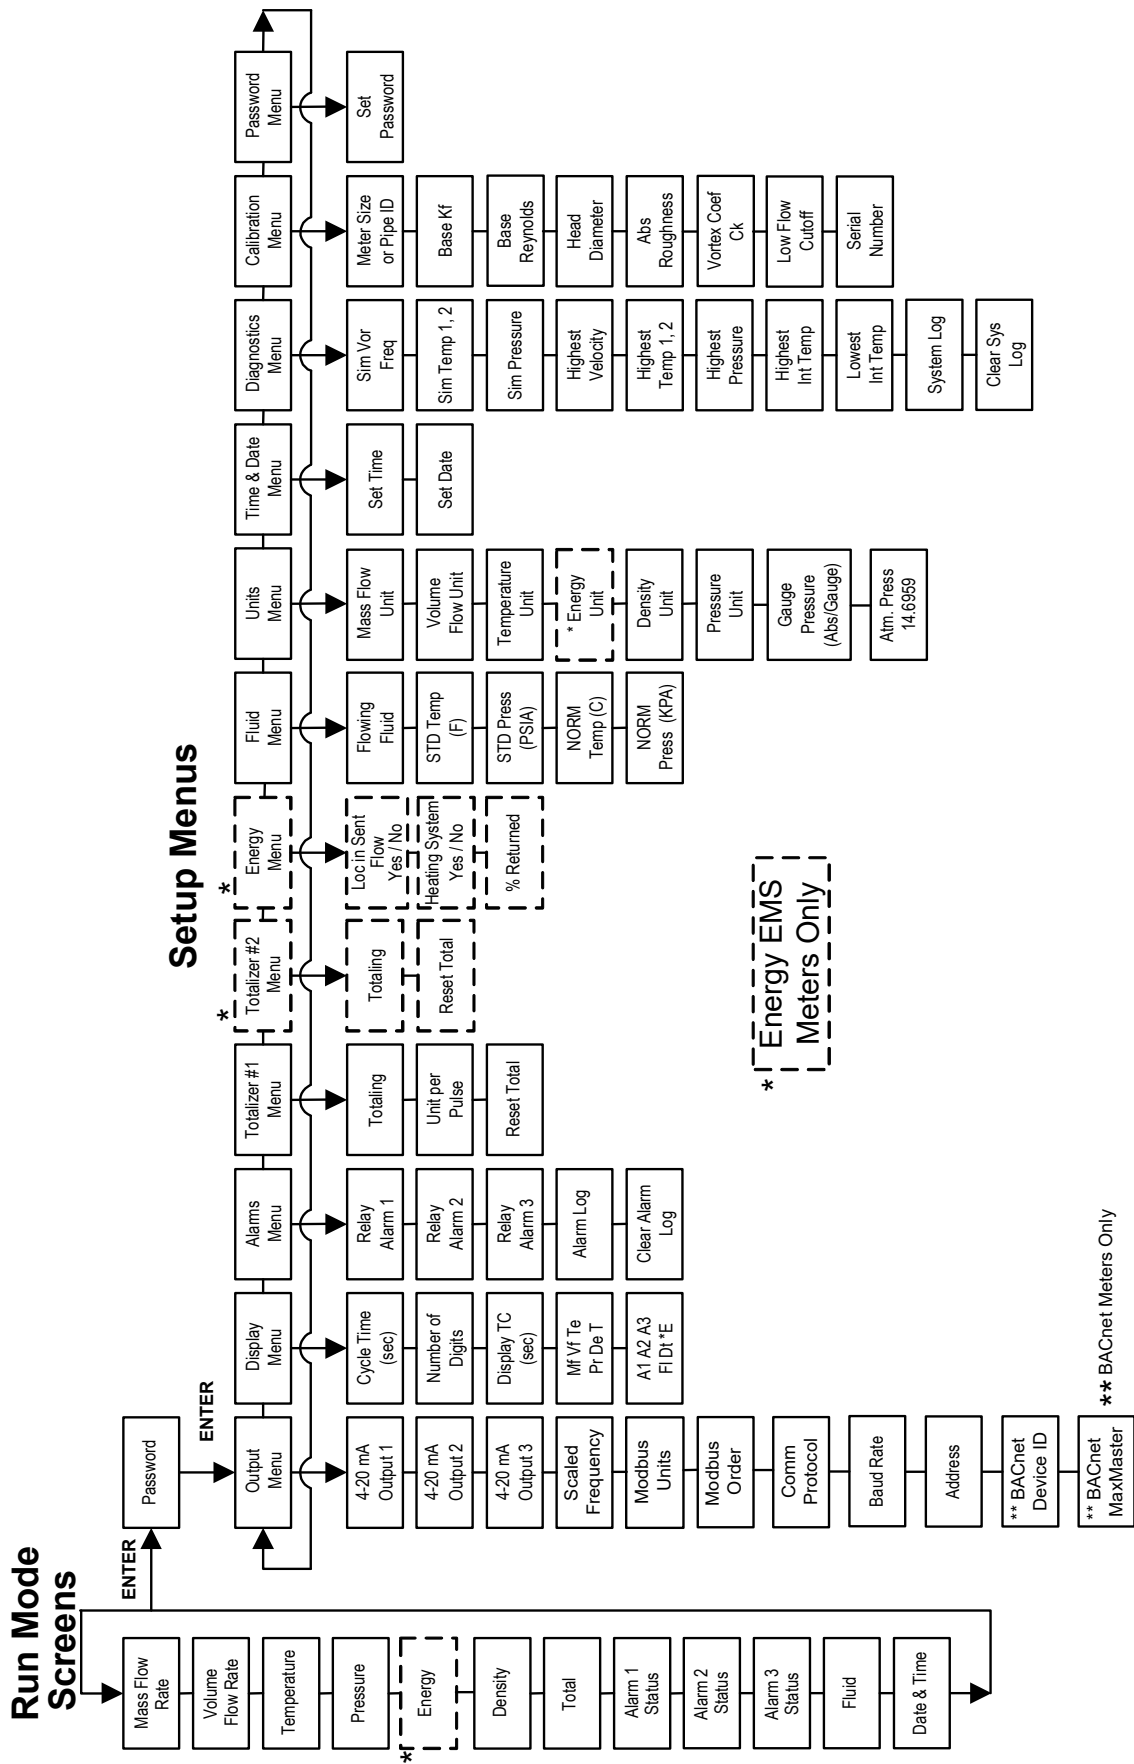 Run Mode
Screens
Mass Flow
Rate
Volume
Flow Rate
Temperature
Pressure
*
Energy
Density
Total
Alarm 1
Status
Alarm 2
Status
Alarm 3
Status
Fluid
Date & Time
ENTER
Password
ENTER
Setup Menus
Output
Menu
4-20 mA
Output 1
4-20 mA
Output 2
4-20 mA
Output 3
Scaled
Frequency
Modbus
Units
Modbus
Order
Comm
Protocol
Baud Rate
Address
** BACnet
Device ID
** BACnet
MaxMaster
Display
Menu
Cycle Time
(sec)
Number of
Digits
Display TC
(sec)
Mf Vf Te
Pr De T
A1 A2 A3
Fl Dt *E
Alarms
Menu
Relay
Alarm 1
Relay
Alarm 2
Relay
Alarm 3
Alarm Log
Clear Alarm
Log
Totalizer #1
Menu
Totaling
Unit per
Pulse
Reset Total
*
Totalizer #2
Menu
Totaling
Reset Total
*
Energy
Menu
Loc in Sent
Flow
Yes / No
Heating System
Yes / No
% Returned
Fluid
Menu
Flowing
Fluid
STD Temp
(F)
STD Press
(PSIA)
NORM
Temp (C)
NORM
Press (KPA)
Units
Menu
Mass Flow
Unit
Volume
Flow Unit
Temperature
Unit
* Energy
Unit
Density
Unit
Pressure
Unit
Gauge
Pressure
(Abs/Gauge)
Atm. Press
14.6959
Time & Date
Menu
Set Time
Set Date
Diagnostics
Menu
Sim Vor
Freq
Sim Temp 1, 2
Sim Pressure
Highest
Velocity
Highest
Temp 1, 2
Highest
Pressure
Highest
Int Temp
Lowest
Int Temp
System Log
Clear Sys
Log
Calibration
Menu
Meter Size
or Pipe ID
Base Kf
Base
Reynolds
Head
Diameter
Abs
Roughness
Vortex Coef
Ck
Low Flow
Cutoff
Serial
Number
Password
Menu
Set
Password
* Energy EMS
Meters Only
** BACnet Meters Only